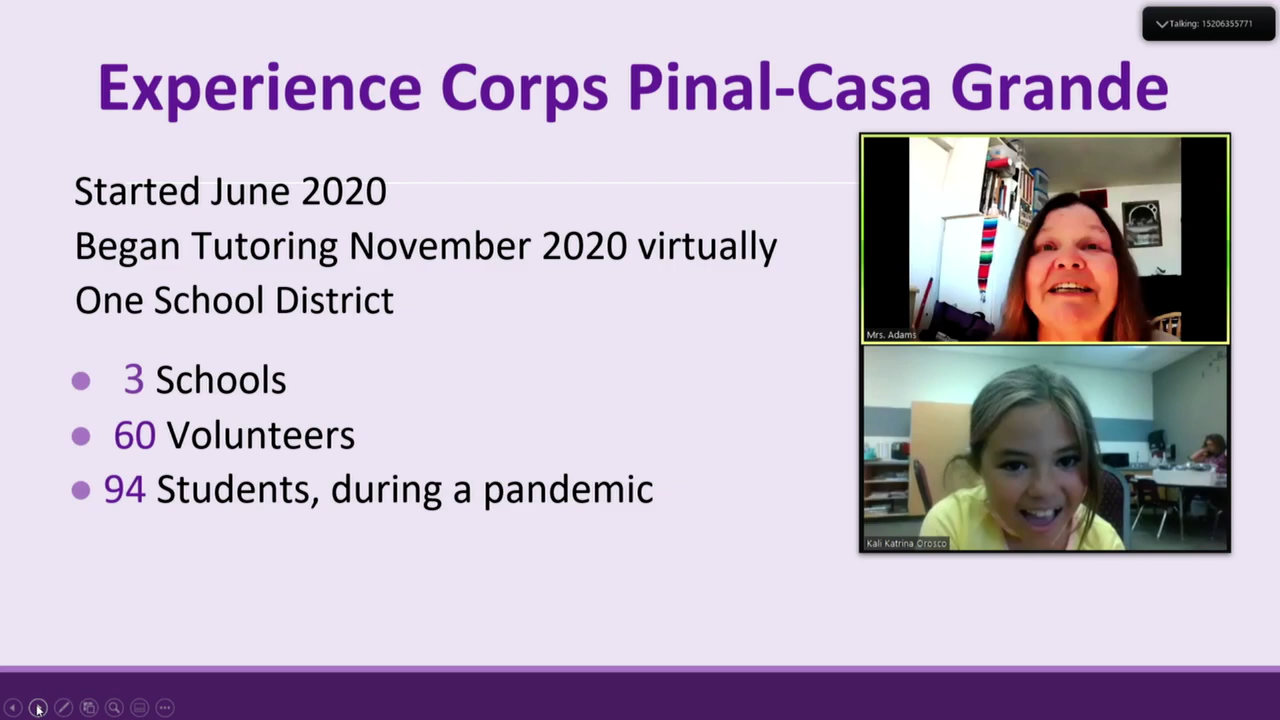 Talking: 15206355771
Experience Corps Pinal-Casa Grande
Started June 2020
Began Tutoring November 2020 virtually
One School District
3 Schools
60 Volunteers
94 Students, during a pandemic
Mrs. Adams
Kali Katrina Orosco